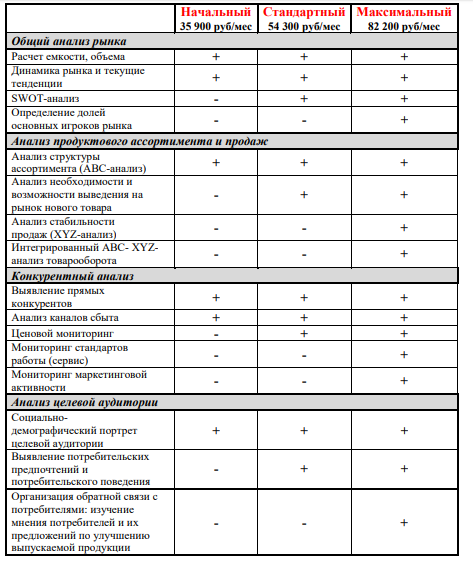 Начальный Стандартный Максимальный
35 900 руб/мес 54 300 руб/мес 82 200 руб/мес
Общий анализ рынка
Расчет емкости, объема + + +
Динамика рынка и текущие
тенденции + + +
SWOT-анализ - + +
Определение долей
основных игроков рынка - - +
Анализ продуктового ассортимента и продаж
Анализ структуры
ассортимента (ABC-анализ) + + +
Анализ необходимости и
возможности выведения на
рынок нового товара - + +
Анализ стабильности
продаж (XYZ-анализ) - - +
Интегрированный ABC- XYZ-
анализ товарооборота - - +
Конкурентный анализ
Выявление прямых
конкурентов + + +
Анализ каналов сбыта + + +
Ценовой мониторинг - + +
Мониторинг стандартов
работы (сервис) - - +
Мониторинг маркетинговой
активности - - +
Анализ целевой аудитории
Социально-
демографический портрет
целевой аудитории + + +
Выявление потребительских
предпочтений и
потребительского поведения - + +
Организация обратной связи с
потребителями: изучение
мнения потребителей и их
предложений по улучшению
выпускаемой продукции - - +